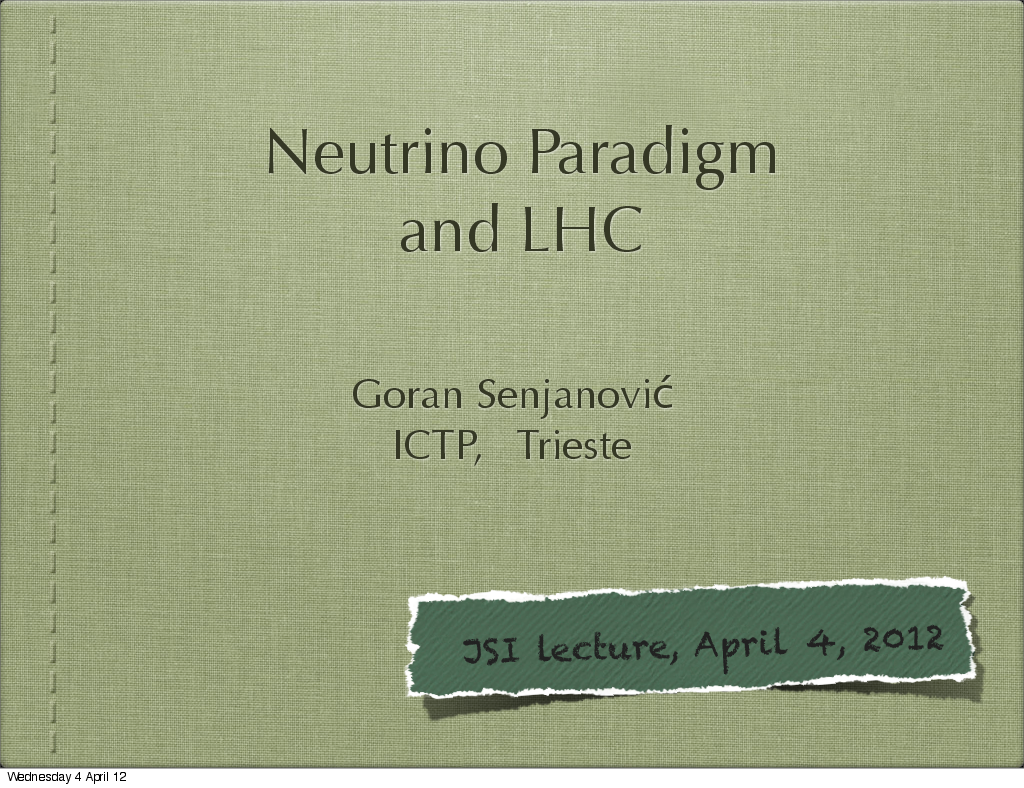 Neutrino Paradigm
and LHC
Goran Senjanović
ICTP, Trieste
JSI lecture, April 4, 2012
Wednesday 4 April 12